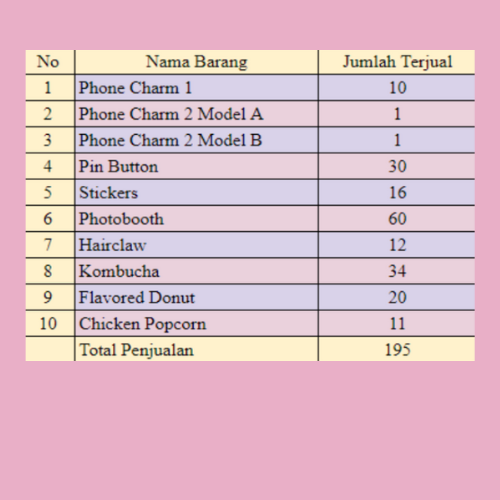 No Nama Barang Jumlah Terjual
1 Phone Charm 1 10
2 Phone Charm 2 Model A 1
3 Phone Charm 2 Model B 1
4 Pin Button 30
5 Stickers 16
6 Photobooth 60
7 Hairclaw 12
8 Kombucha 34
9 Flavored Donut 20
10 Chicken Popcorn 11
Total Penjualan 195